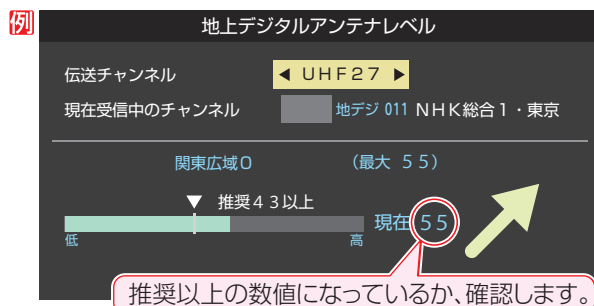 例
地上デジタルアンテナレベル
伝送チャンネル ◀ UHF27 ▶
現在受信中のチャンネル 地デジ 011 NHK総合1・東京
関東広域0 (最大 55)
▼ 推奨43以上
低 高 現在 55
推奨以上の数値になっているか、確認します。